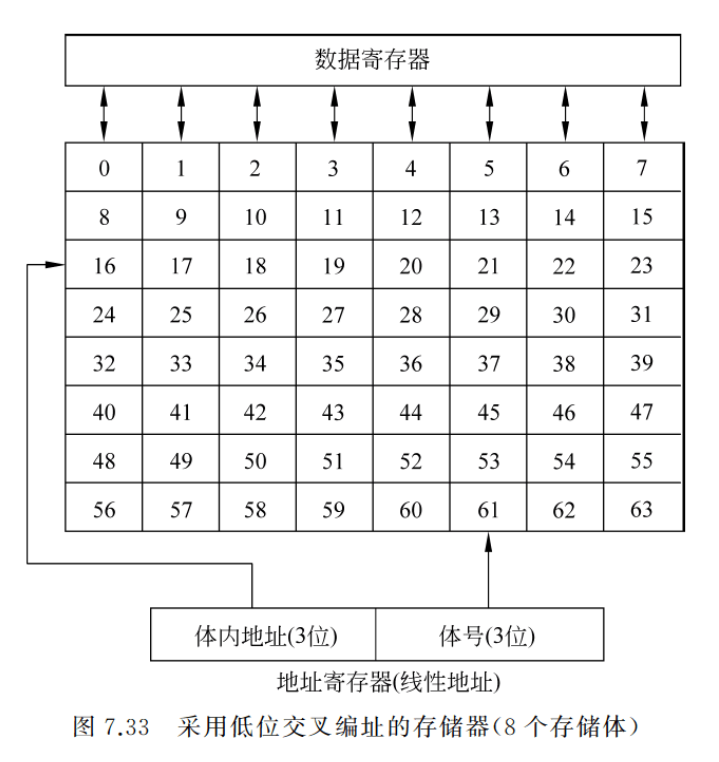 数据寄存器
0 1 2 3 4 5 6 7
8 9 10 11 12 13 14 15
16 17 18 19 20 21 22 23
24 25 26 27 28 29 30 31
32 33 34 35 36 37 38 39
40 41 42 43 44 45 46 47
48 49 50 51 52 53 54 55
56 57 58 59 60 61 62 63
体内地址(3位) 体号(3位)
地址寄存器(线性地址)
图 7.33 采用低位交叉编址的存储器(8 个存储体)